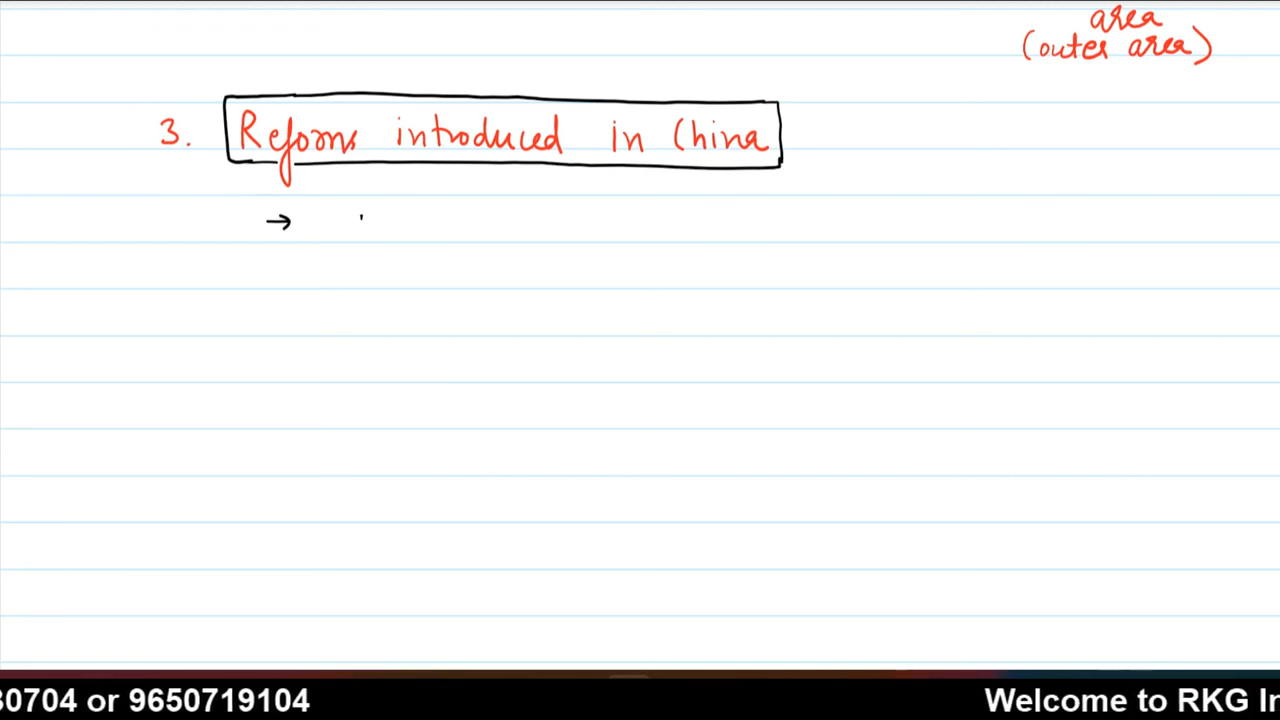 area
(outer area)
3. Reforms introduced in China
→
30704 or 9650719104
Welcome to RKG In